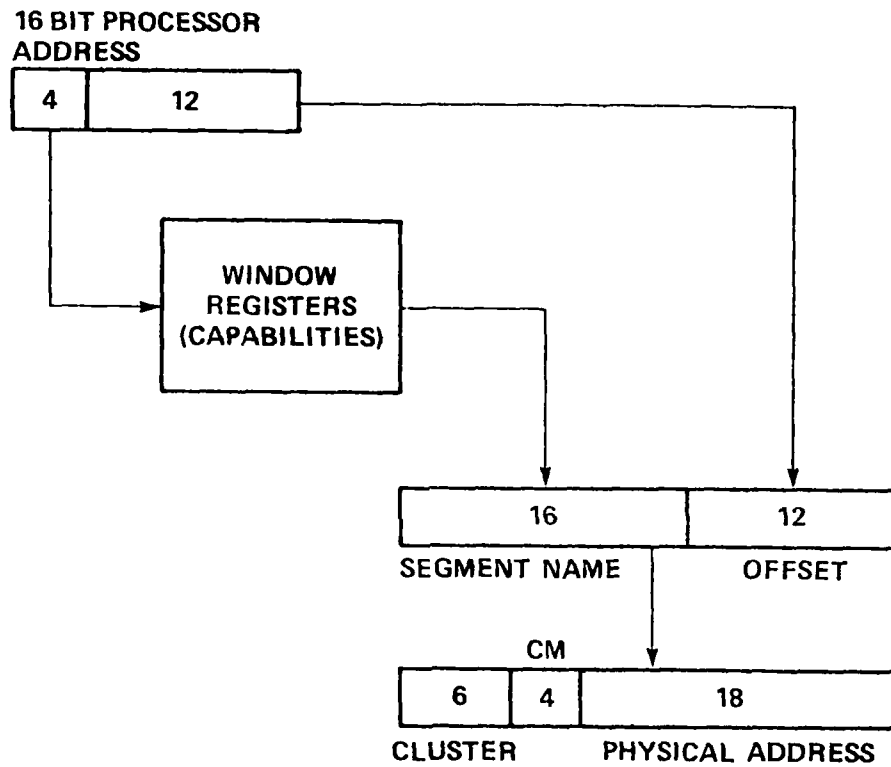 16 BIT PROCESSOR
ADDRESS
4 12
WINDOW
REGISTERS
(CAPABILITIES)
16 12
SEGMENT NAME OFFSET
CM
6 4 18
CLUSTER PHYSICAL ADDRESS